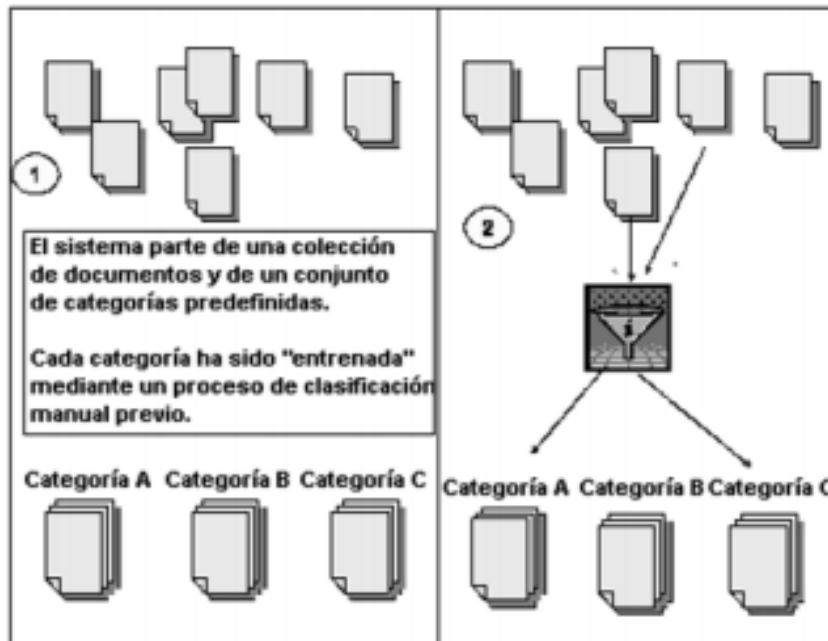 1
El sistema parte de una colección
de documentos y de un conjunto
de categorías predefinidas.
Cada categoría ha sido "entrenada"
mediante un proceso de clasificación
manual previo.
Categoría A Categoría B Categoría C
2
i
Categoría A Categoría B Categoría C